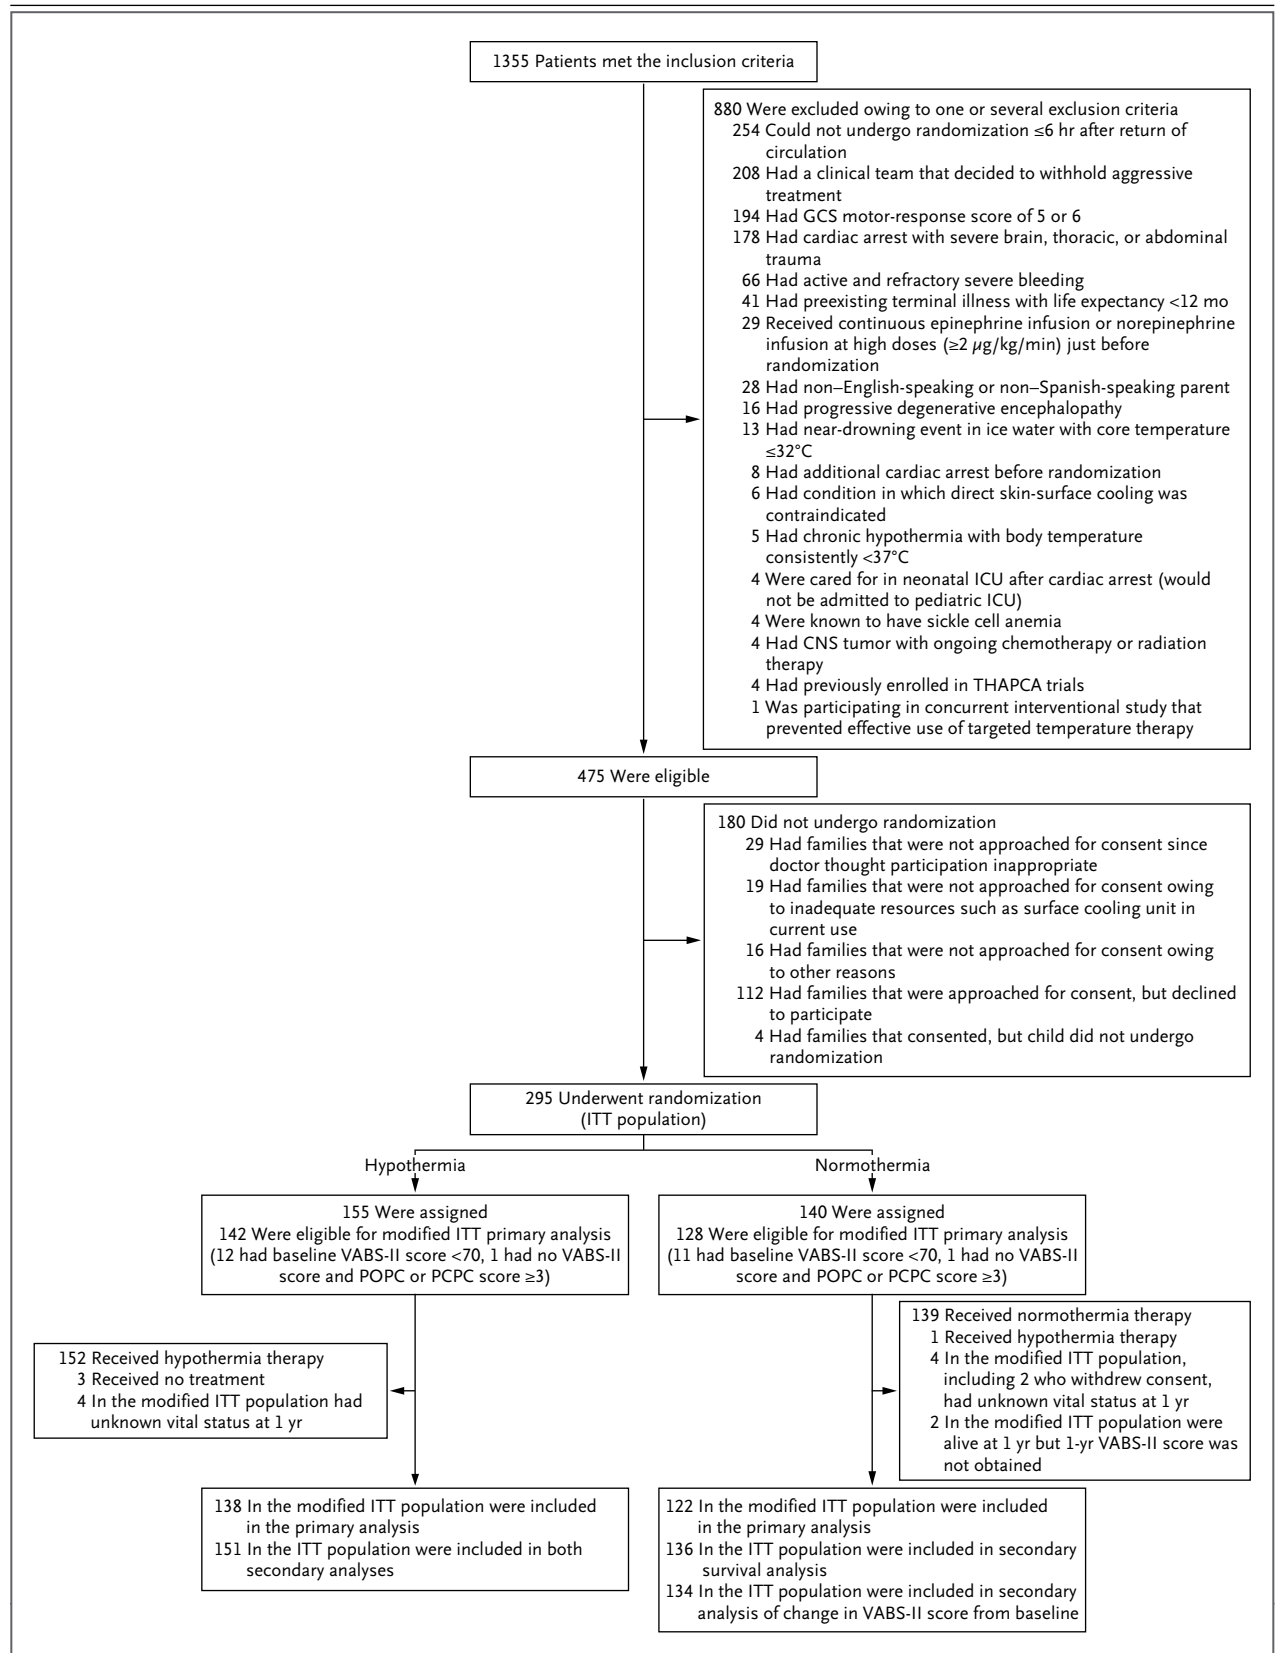 1355 Patients met the inclusion criteria
880 Were excluded owing to one or several exclusion criteria
254 Could not undergo randomization ≤6 hr after return of
circulation
208 Had a clinical team that decided to withhold aggressive
treatment
194 Had GCS motor-response score of 5 or 6
178 Had cardiac arrest with severe brain, thoracic, or abdominal
trauma
66 Had active and refractory severe bleeding
41 Had preexisting terminal illness with life expectancy <12 mo
29 Received continuous epinephrine infusion or norepinephrine
infusion at high doses (≥2 µg/kg/min) just before
randomization
28 Had non–English-speaking or non–Spanish-speaking parent
16 Had progressive degenerative encephalopathy
13 Had near-drowning event in ice water with core temperature
≤32°C
8 Had additional cardiac arrest before randomization
6 Had condition in which direct skin-surface cooling was
contraindicated
5 Had chronic hypothermia with body temperature
consistently <37°C
4 Were cared for in neonatal ICU after cardiac arrest (would
not be admitted to pediatric ICU)
4 Were known to have sickle cell anemia
4 Had CNS tumor with ongoing chemotherapy or radiation
therapy
4 Had previously enrolled in THAPCA trials
1 Was participating in concurrent interventional study that
prevented effective use of targeted temperature therapy
475 Were eligible
180 Did not undergo randomization
29 Had families that were not approached for consent since
doctor thought participation inappropriate
19 Had families that were not approached for consent owing
to inadequate resources such as surface cooling unit in
current use
16 Had families that were not approached for consent owing
to other reasons
112 Had families that were approached for consent, but declined
to participate
4 Had families that consented, but child did not undergo
randomization
295 Underwent randomization
(ITT population)
Hypothermia
Normothermia
155 Were assigned
142 Were eligible for modified ITT primary analysis
(12 had baseline VABS-II score <70, 1 had no VABS-II
score and POPC or PCPC score ≥3)
140 Were assigned
128 Were eligible for modified ITT primary analysis
(11 had baseline VABS-II score <70, 1 had no VABS-II
score and POPC or PCPC score ≥3)
152 Received hypothermia therapy
3 Received no treatment
4 In the modified ITT population had
unknown vital status at 1 yr
139 Received normothermia therapy
1 Received hypothermia therapy
4 In the modified ITT population,
including 2 who withdrew consent,
had unknown vital status at 1 yr
2 In the modified ITT population were
alive at 1 yr but 1-yr VABS-II score was
not obtained
138 In the modified ITT population were included
in the primary analysis
151 In the ITT population were included in both
secondary analyses
122 In the modified ITT population were included
in the primary analysis
136 In the ITT population were included in secondary
survival analysis
134 In the ITT population were included in secondary
analysis of change in VABS-II score from baseline